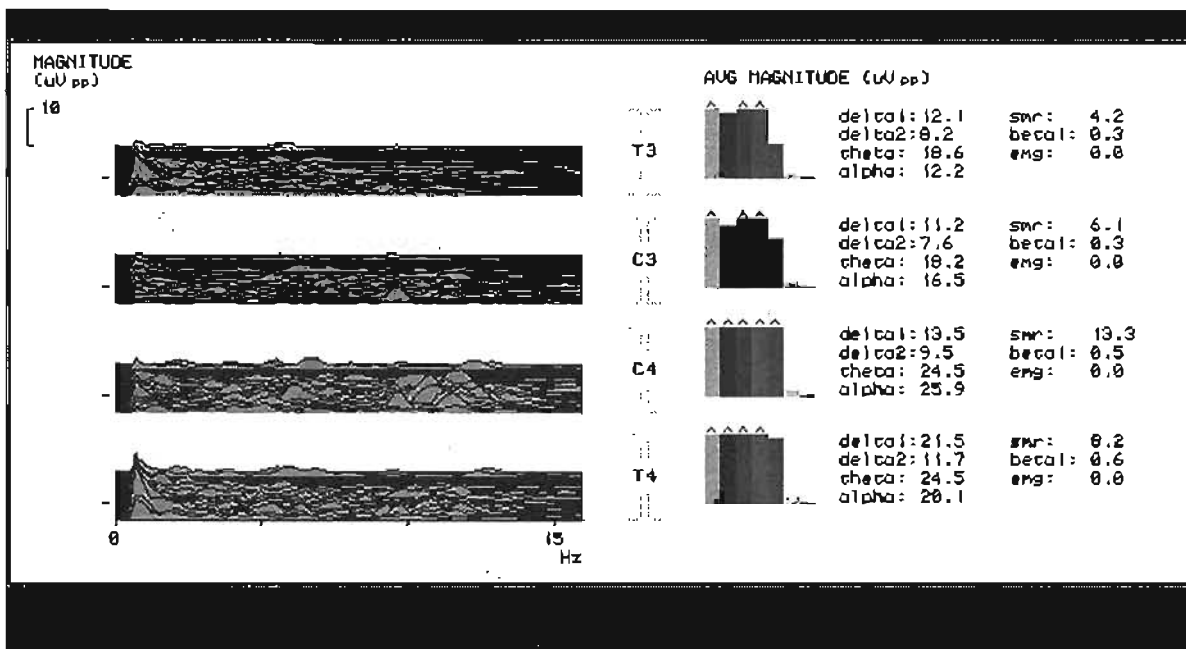 MAGNITUDE
(uV pp)
10
AVG MAGNITUDE (uV pp)
T3
delta1: 12.1 smr: 4.2
delta2: 8.2 beta1: 0.3
theta: 18.6 emg: 0.0
alpha: 12.2
C3
delta1: 11.2 smr: 6.1
delta2: 7.6 beta1: 0.3
theta: 18.2 emg: 0.0
alpha: 16.5
C4
delta1: 13.5 smr: 13.3
delta2: 9.5 beta1: 0.5
theta: 24.5 emg: 0.0
alpha: 25.9
T4
delta1: 21.5 smr: 8.2
delta2: 11.7 beta1: 0.6
theta: 24.5 emg: 0.0
alpha: 20.1
0 15
Hz